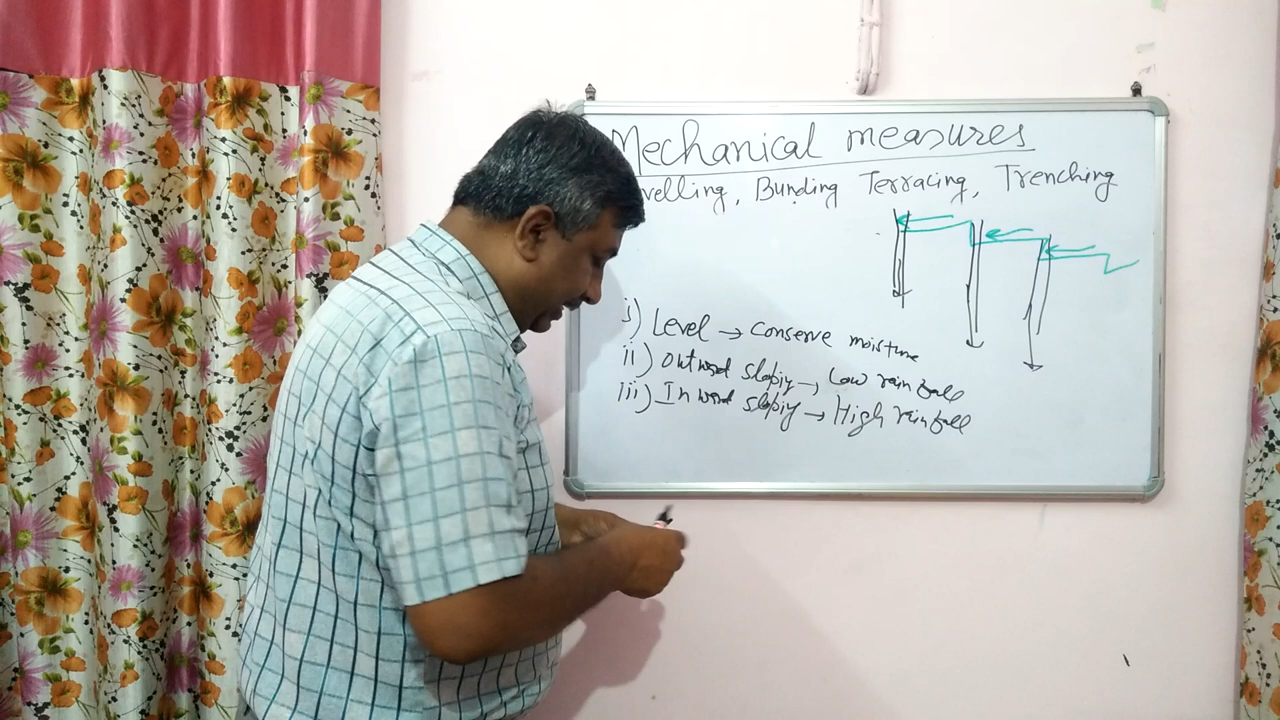 Mechanical measures
velling, Bunding Terracing, Trenching
i) Level → Conserve moisture
ii) Outward sloping → Low rainfall
iii) Inward sloping → High rainfall